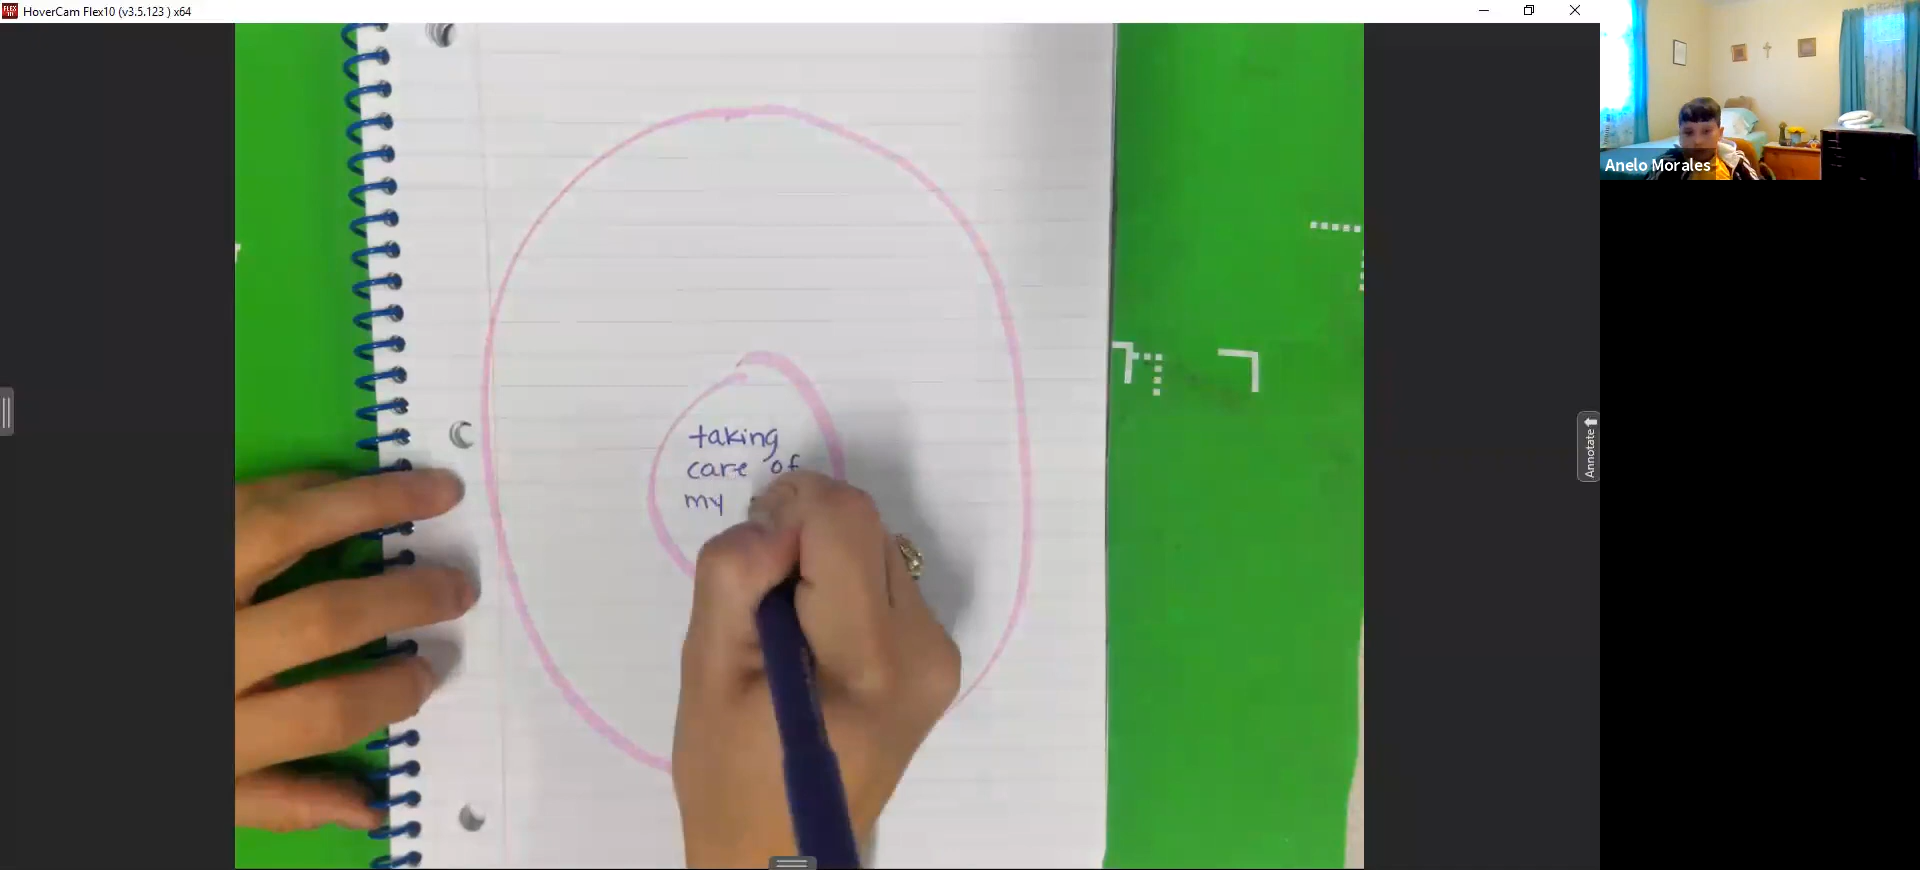 HoverCam Flex10 (v3.5.123 ) x64
taking
care of
my
Annotate
Anelo Morales